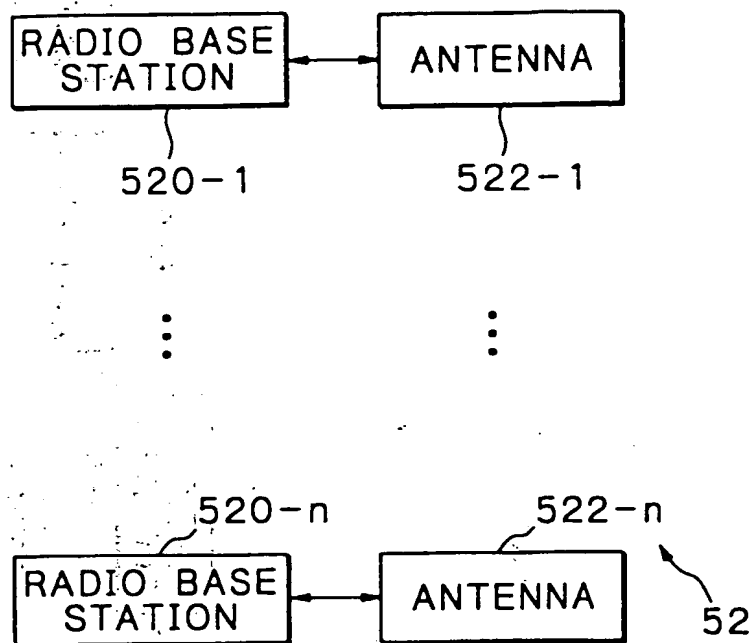 RADIO BASE
STATION
ANTENNA
520-1
522-1
520-n
522-n
RADIO BASE
STATION
ANTENNA
52